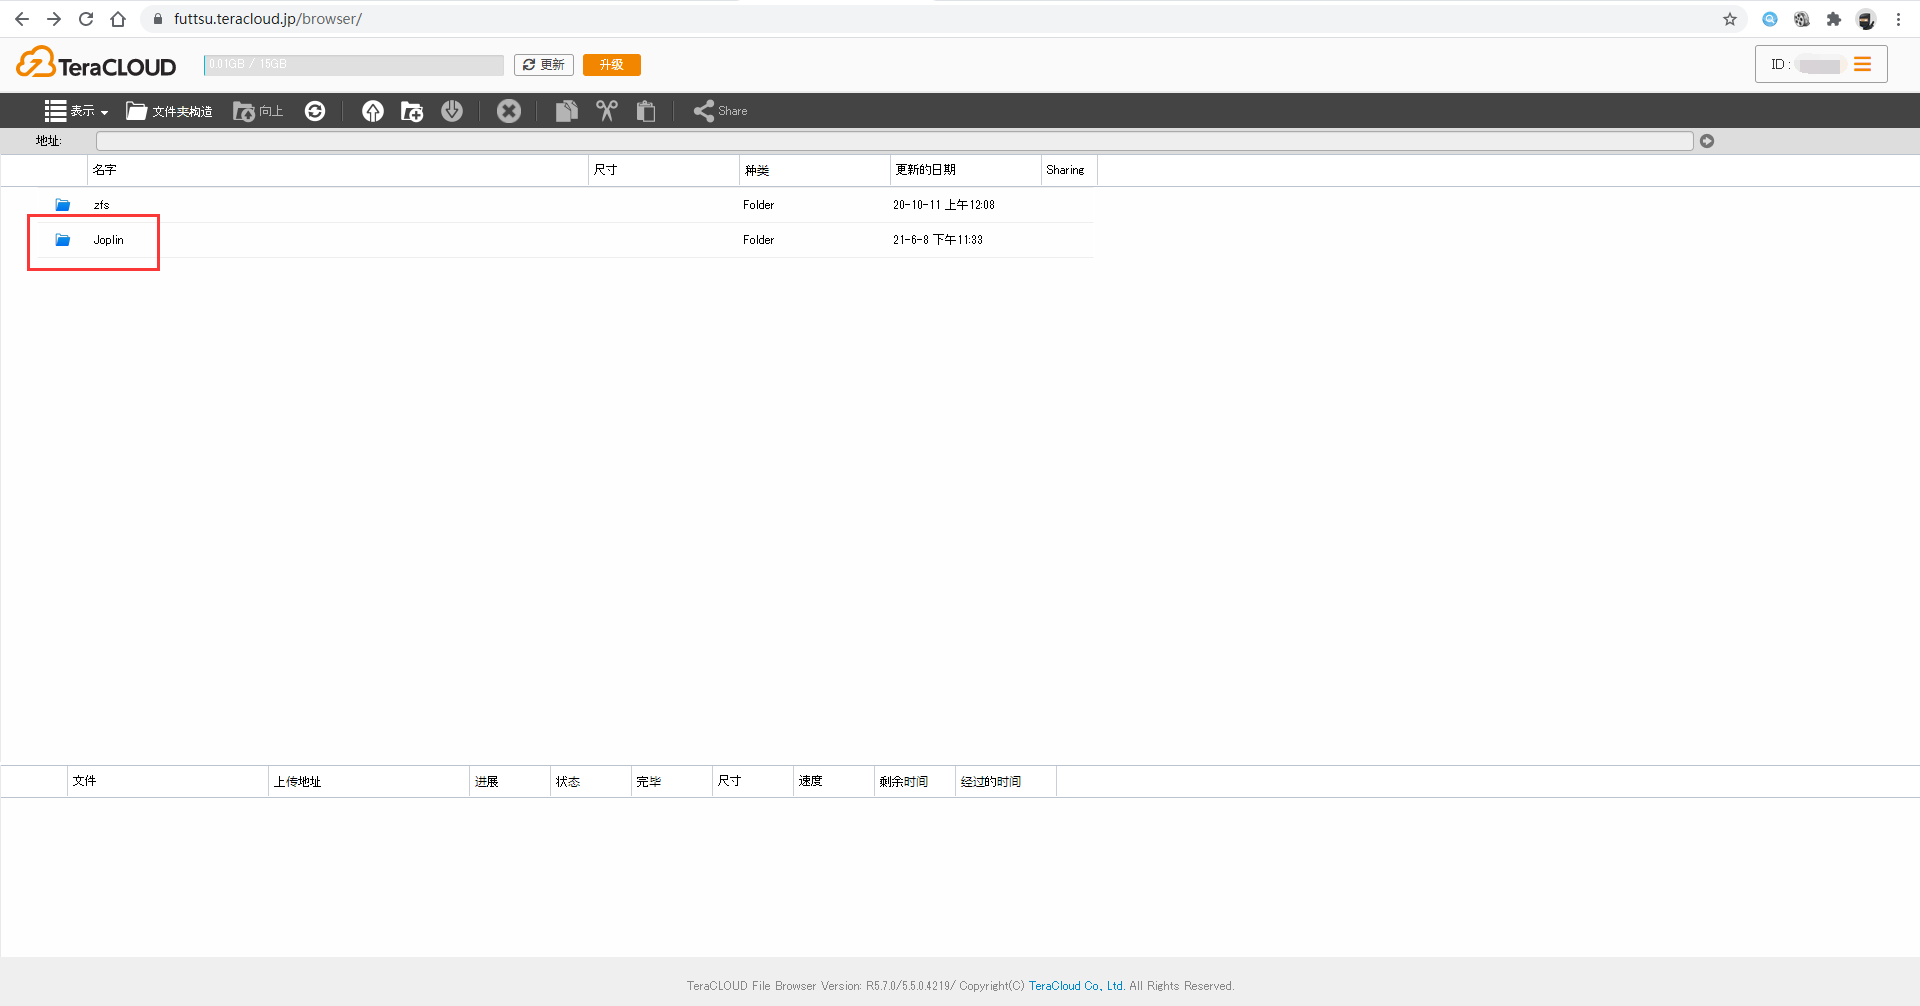 futtsu.teracloud.jp/browser/
TeraCLOUD 0.01GB / 15GB 更新 升级 ID :
表示 文件夹构造 向上 Share
地址:
名字 尺寸 种类 更新的日期 Sharing
zfs Folder 20-10-11 上午12:08
Joplin Folder 21-6-8 下午11:33
文件 上传地址 进展 状态 完毕 尺寸 速度 剩余时间 经过的时间
TeraCLOUD File Browser Version: R5.7.0/5.5.0.4219/ Copyright(C) TeraCloud Co., Ltd. All Rights Reserved.